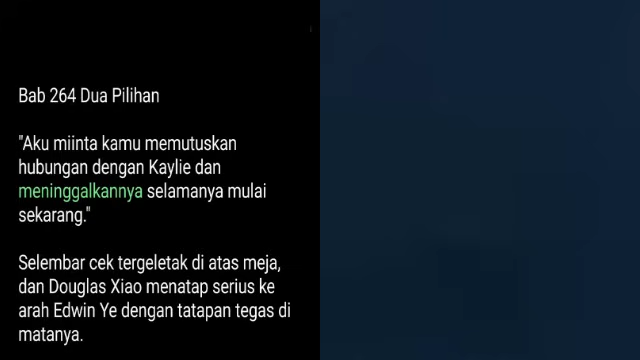 Bab 264 Dua Pilihan
"Aku miinta kamu memutuskan
hubungan dengan Kaylie dan
meninggalkannya selamanya mulai
sekarang."
Selembar cek tergeletak di atas meja,
dan Douglas Xiao menatap serius ke
arah Edwin Ye dengan tatapan tegas di
matanya.